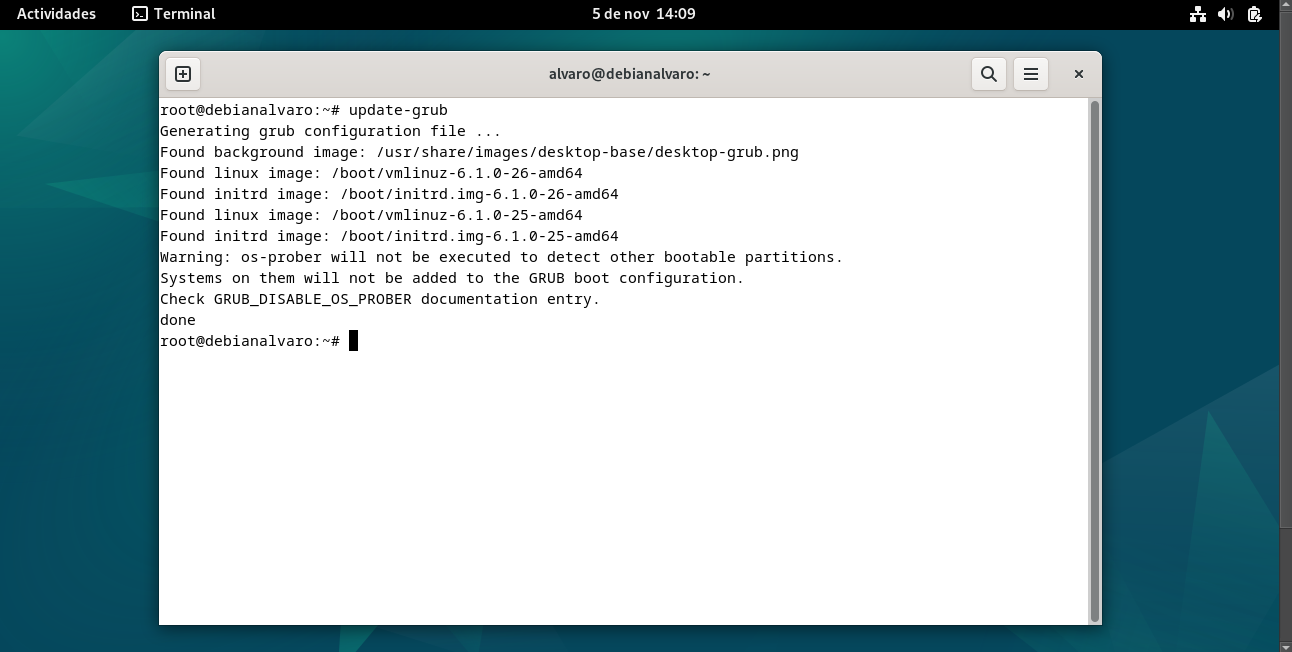 Actividades
Terminal
5 de nov 14:09
alvaro@debianalvaro: ~
root@debianalvaro:~# update-grub
Generating grub configuration file ...
Found background image: /usr/share/images/desktop-base/desktop-grub.png
Found linux image: /boot/vmlinuz-6.1.0-26-amd64
Found initrd image: /boot/initrd.img-6.1.0-26-amd64
Found linux image: /boot/vmlinuz-6.1.0-25-amd64
Found initrd image: /boot/initrd.img-6.1.0-25-amd64
Warning: os-prober will not be executed to detect other bootable partitions.
Systems on them will not be added to the GRUB boot configuration.
Check GRUB_DISABLE_OS_PROBER documentation entry.
done
root@debianalvaro:~#